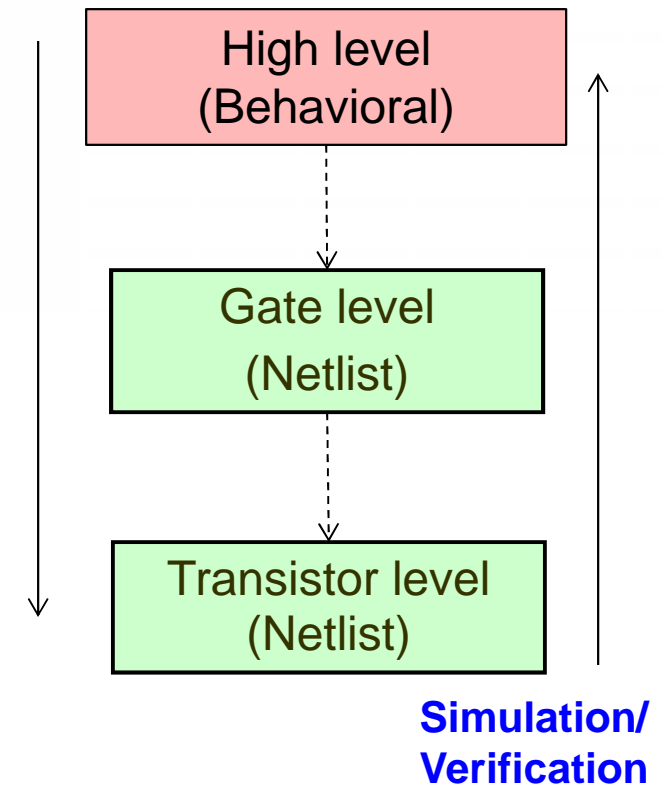 High level
(Behavioral)
Gate level
(Netlist)
Transistor level
(Netlist)
Simulation/
Verification